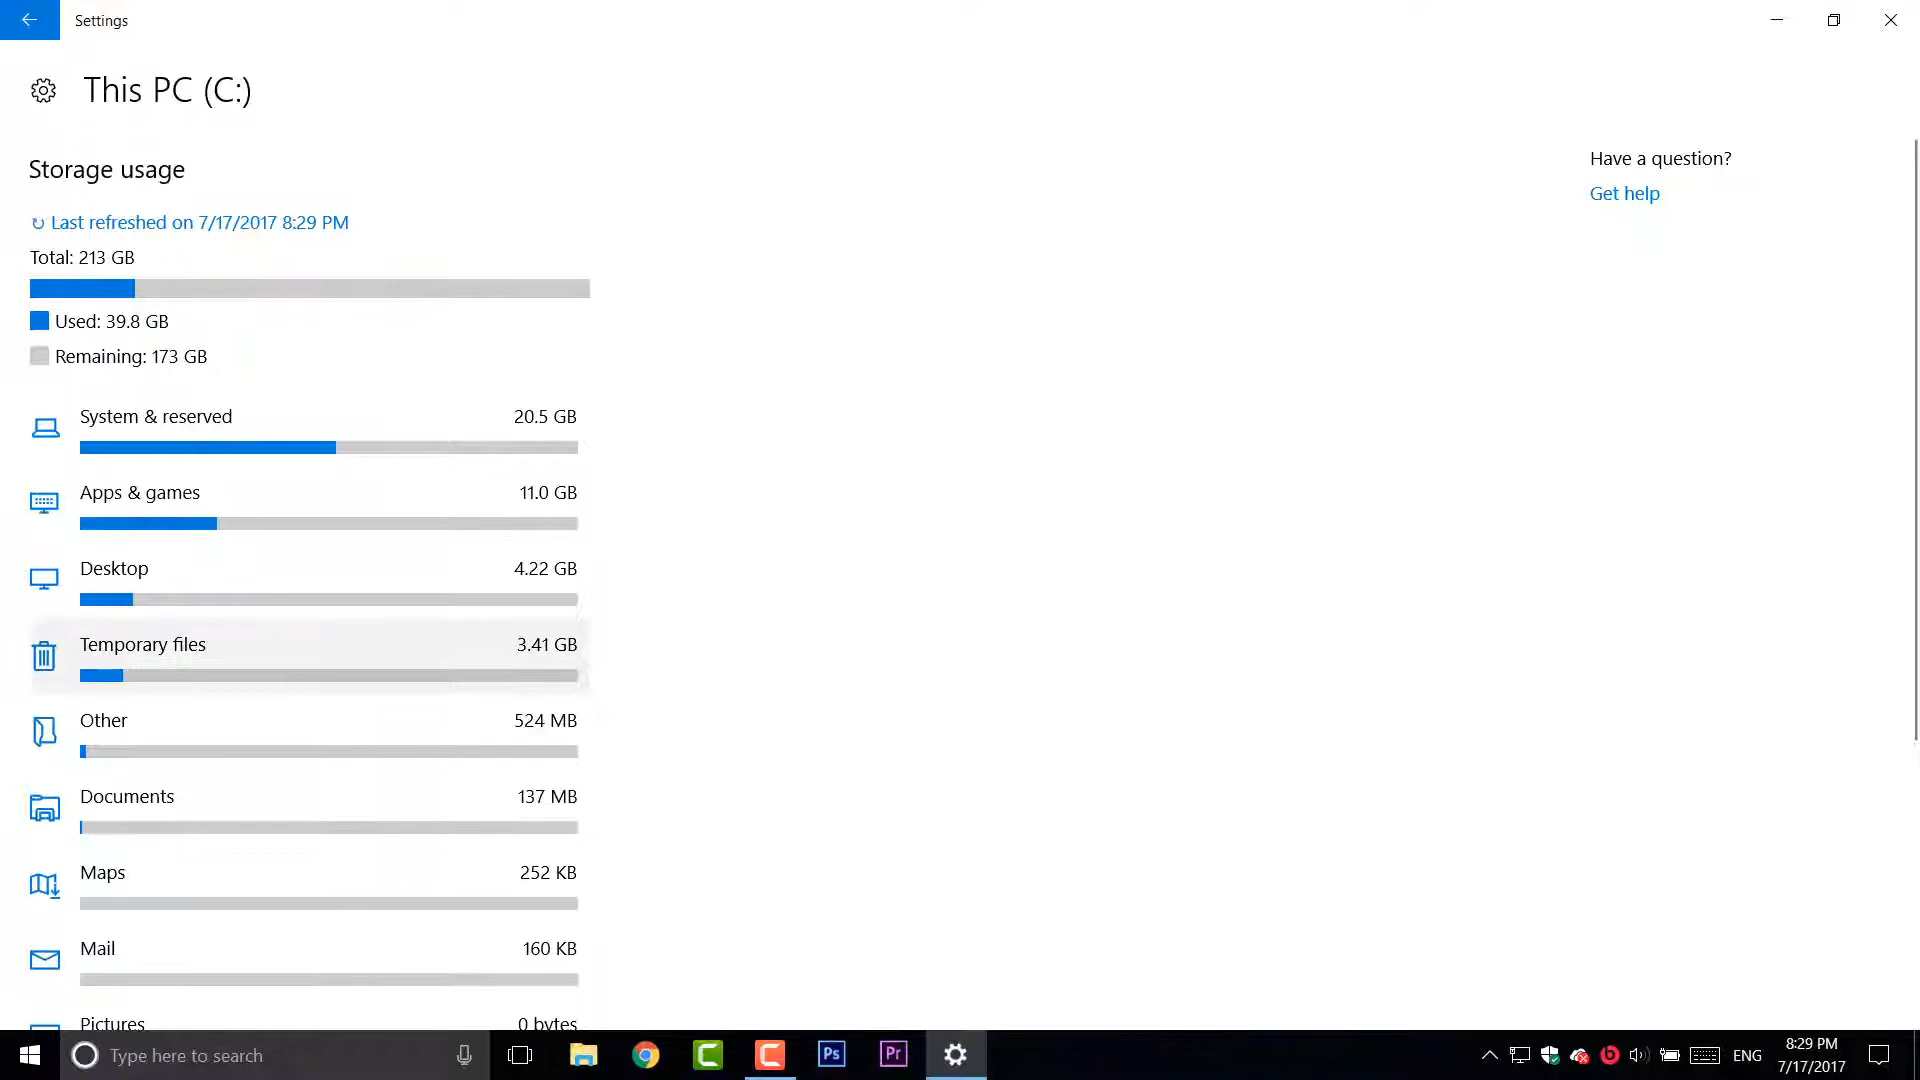 Settings
This PC (C:)
Storage usage
Last refreshed on 7/17/2017 8:29 PM
Total: 213 GB
Used: 39.8 GB
Remaining: 173 GB
System & reserved 20.5 GB
Apps & games 11.0 GB
Desktop 4.22 GB
Temporary files 3.41 GB
Other 524 MB
Documents 137 MB
Maps 252 KB
Mail 160 KB
Pictures 0 bytes
Have a question?
Get help
Type here to search
Ps
Pr
ENG
8:29 PM
7/17/2017